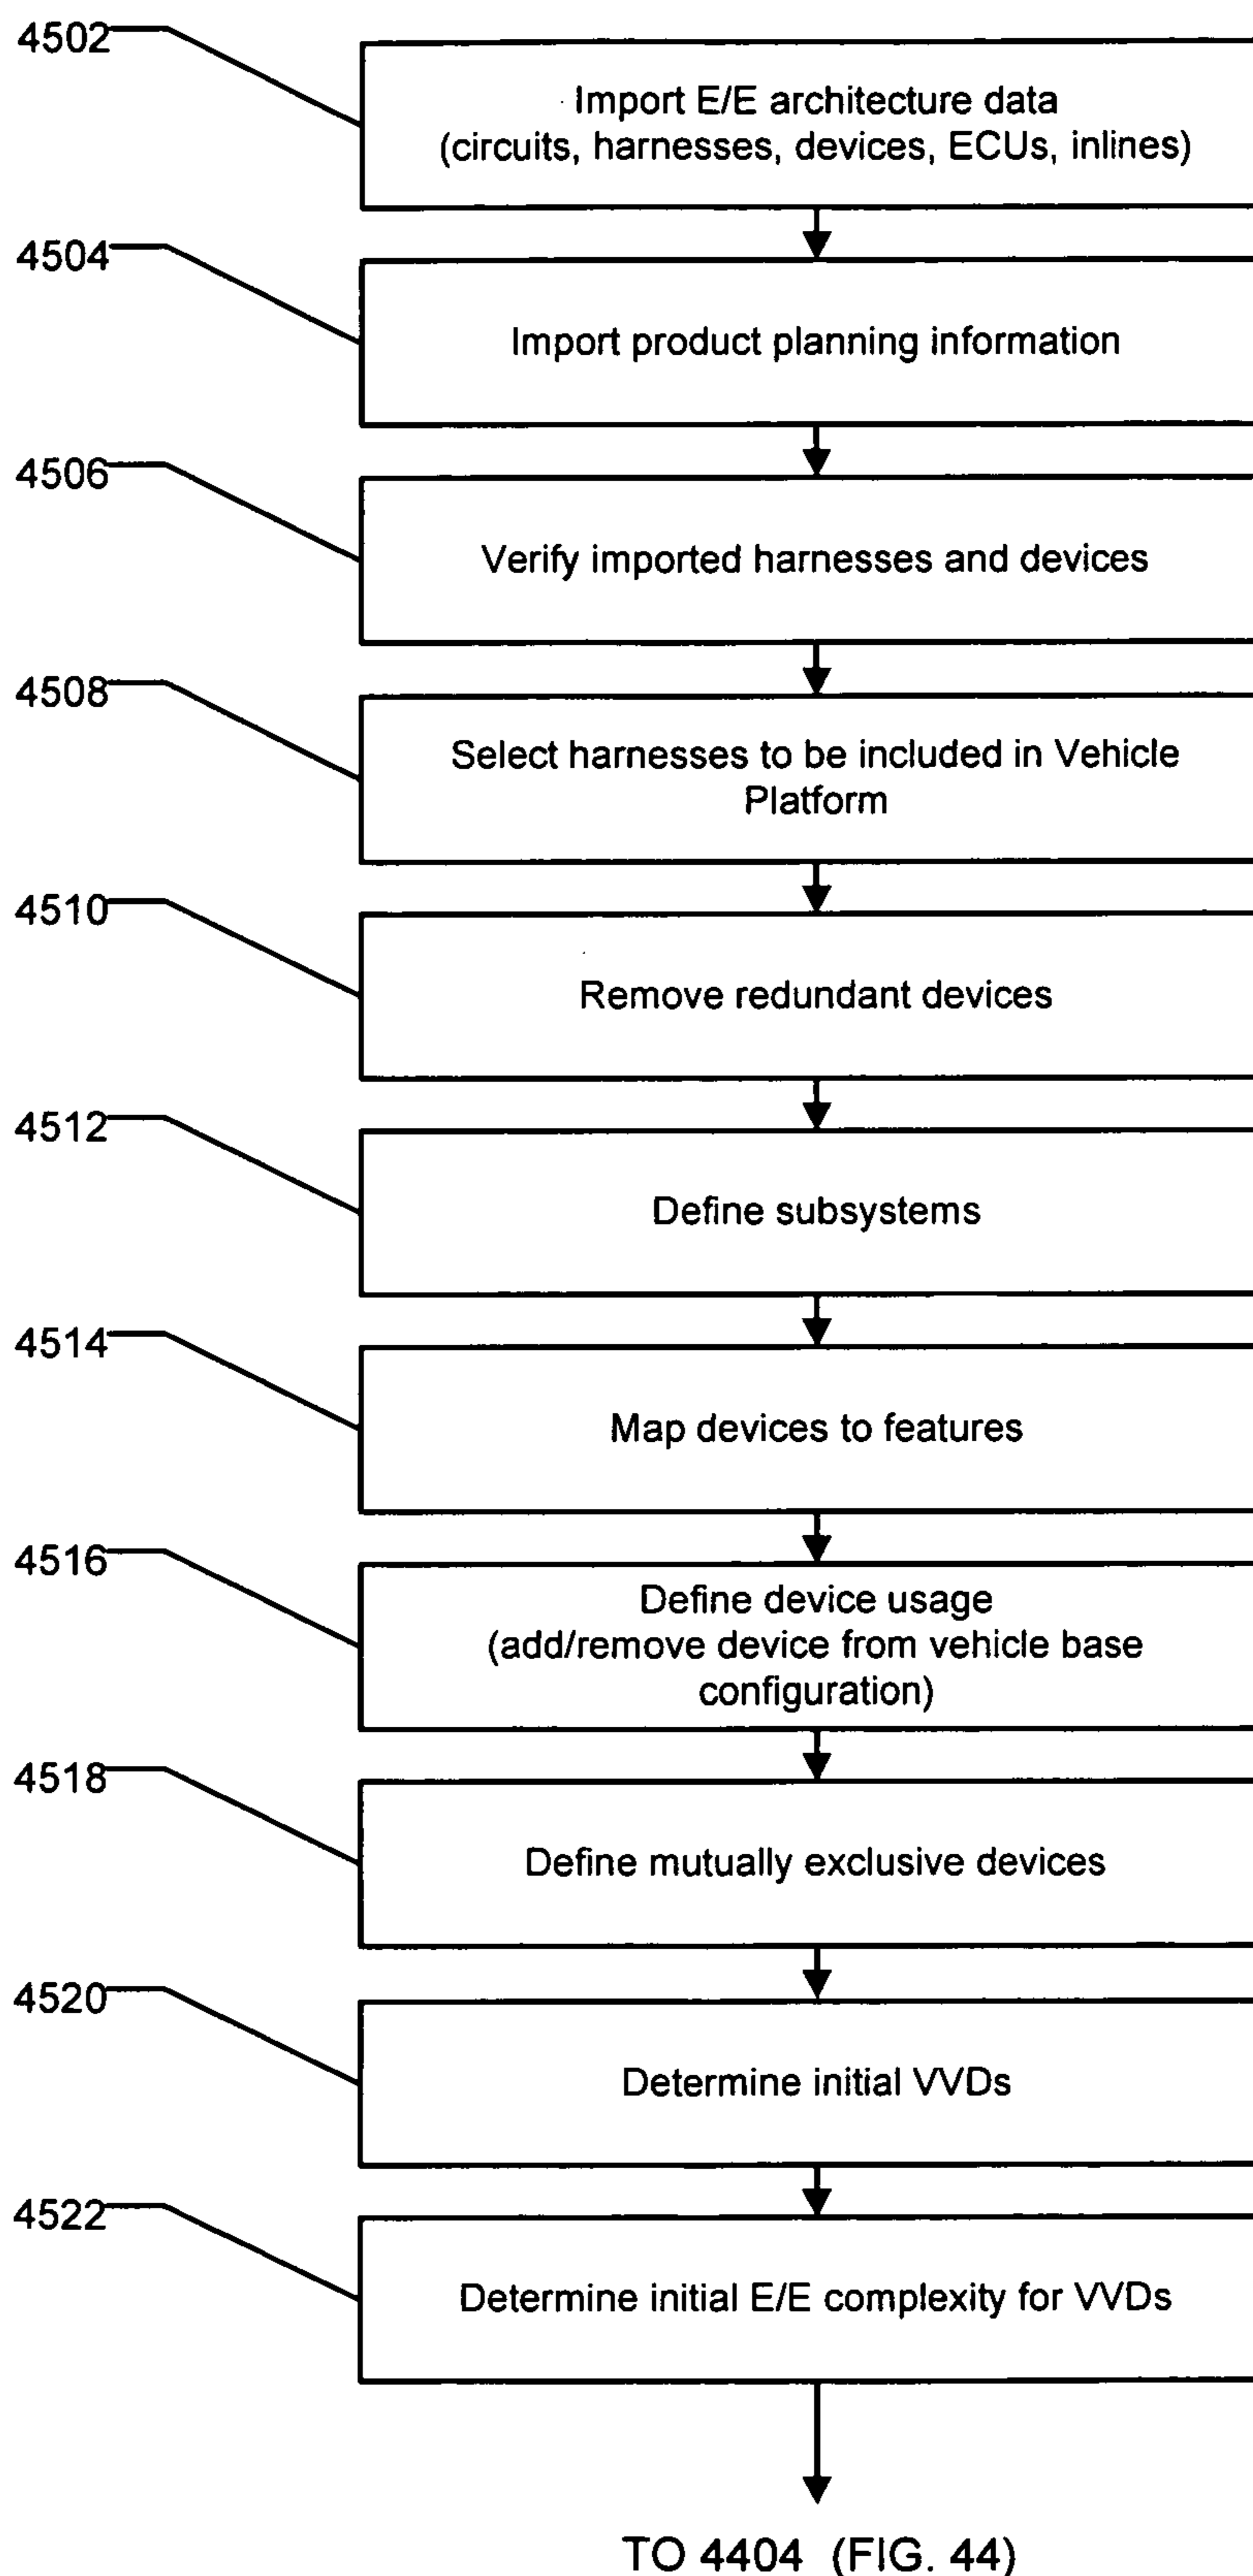 4502
Import E/E architecture data
(circuits, harnesses, devices, ECUs, inlines)
4504
Import product planning information
4506
Verify imported harnesses and devices
4508
Select harnesses to be included in Vehicle
Platform
4510
Remove redundant devices
4512
Define subsystems
4514
Map devices to features
4516
Define device usage
(add/remove device from vehicle base
configuration)
4518
Define mutually exclusive devices
4520
Determine initial VVDs
4522
Determine initial E/E complexity for VVDs
TO 4404 (FIG. 44)